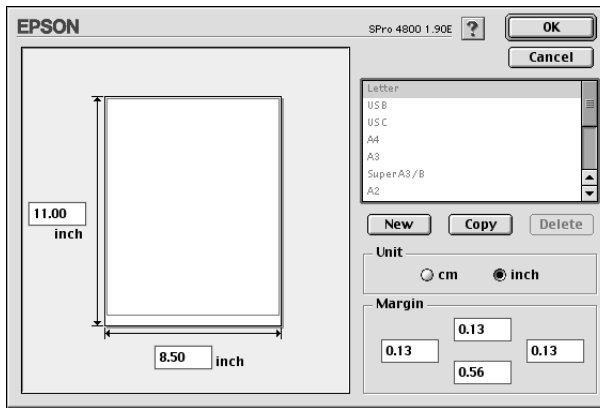 EPSON
SPro 4800 1.90E
?
OK
Cancel
Letter
USB
USC
A4
A3
SuperA3/B
A2
11.00
inch
8.50 inch
New
Copy
Delete
Unit
cm
inch
Margin
0.13
0.13
0.13
0.56